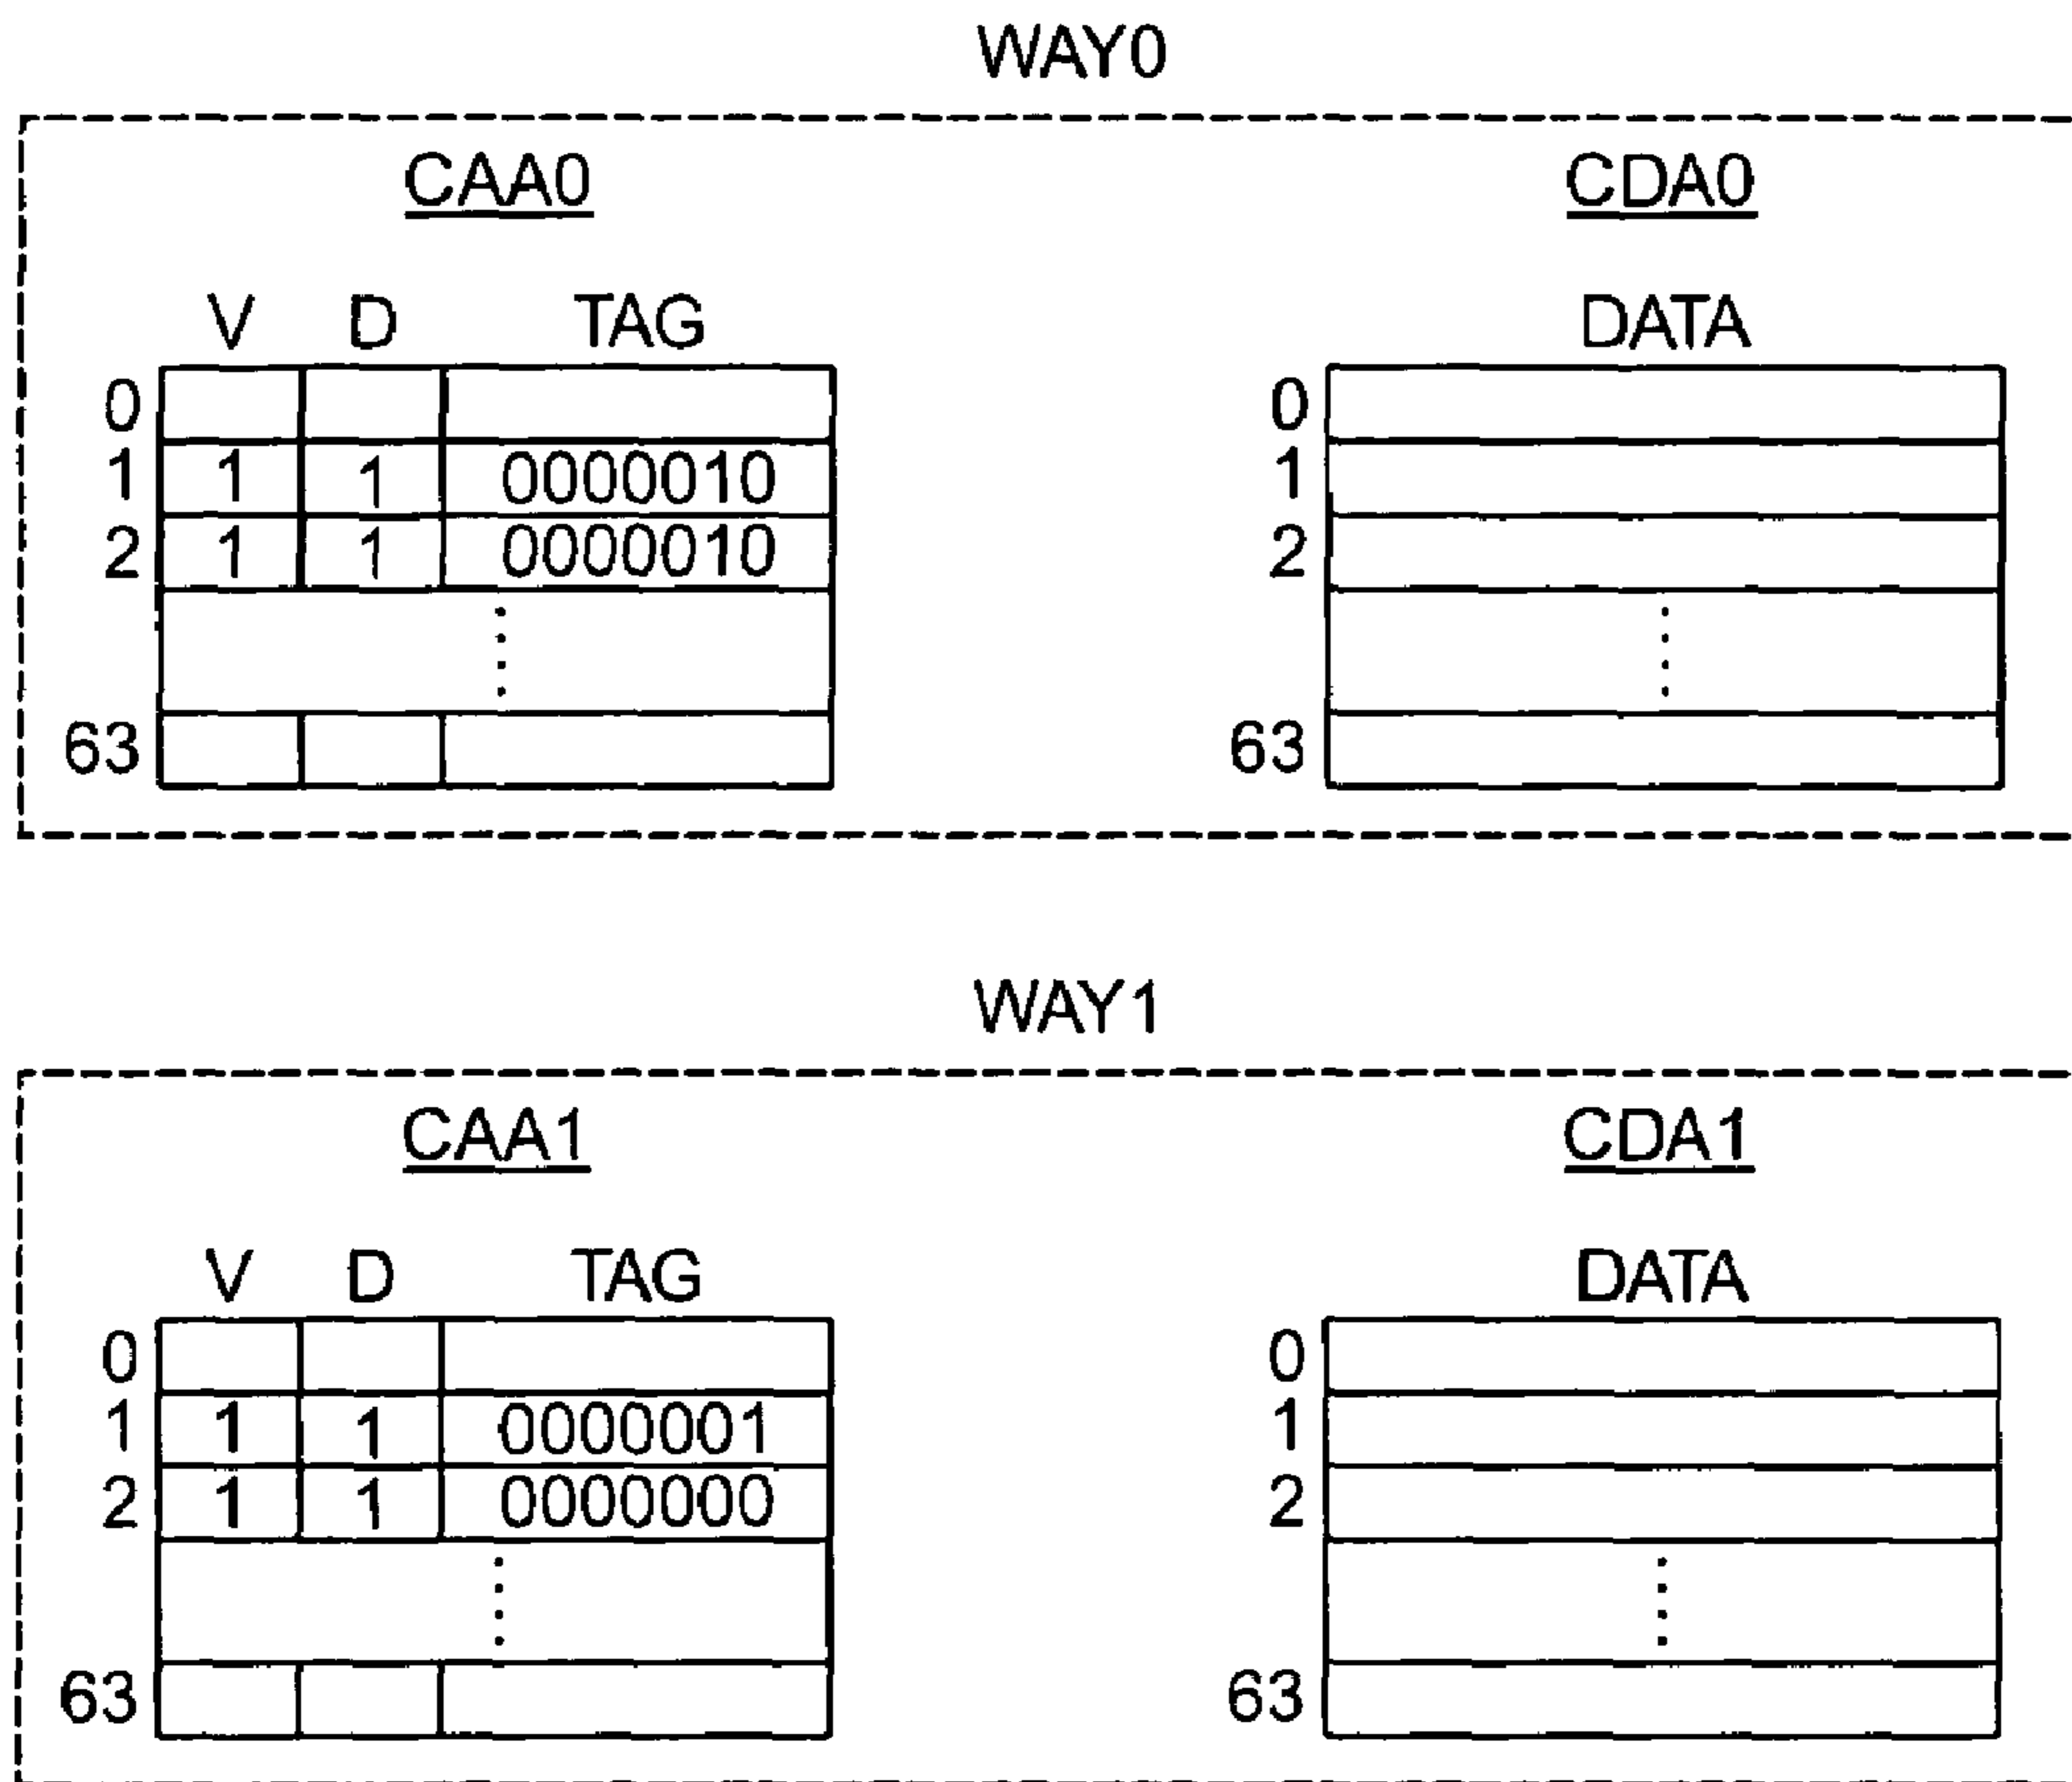 WAY0
CAA0 CDA0
V D TAG DATA
0 0
1 1 1 0000010 1
2 1 1 0000010 2
63 63
WAY1
CAA1 CDA1
V D TAG DATA
0 0
1 1 1 0000001 1
2 1 1 0000000 2
63 63